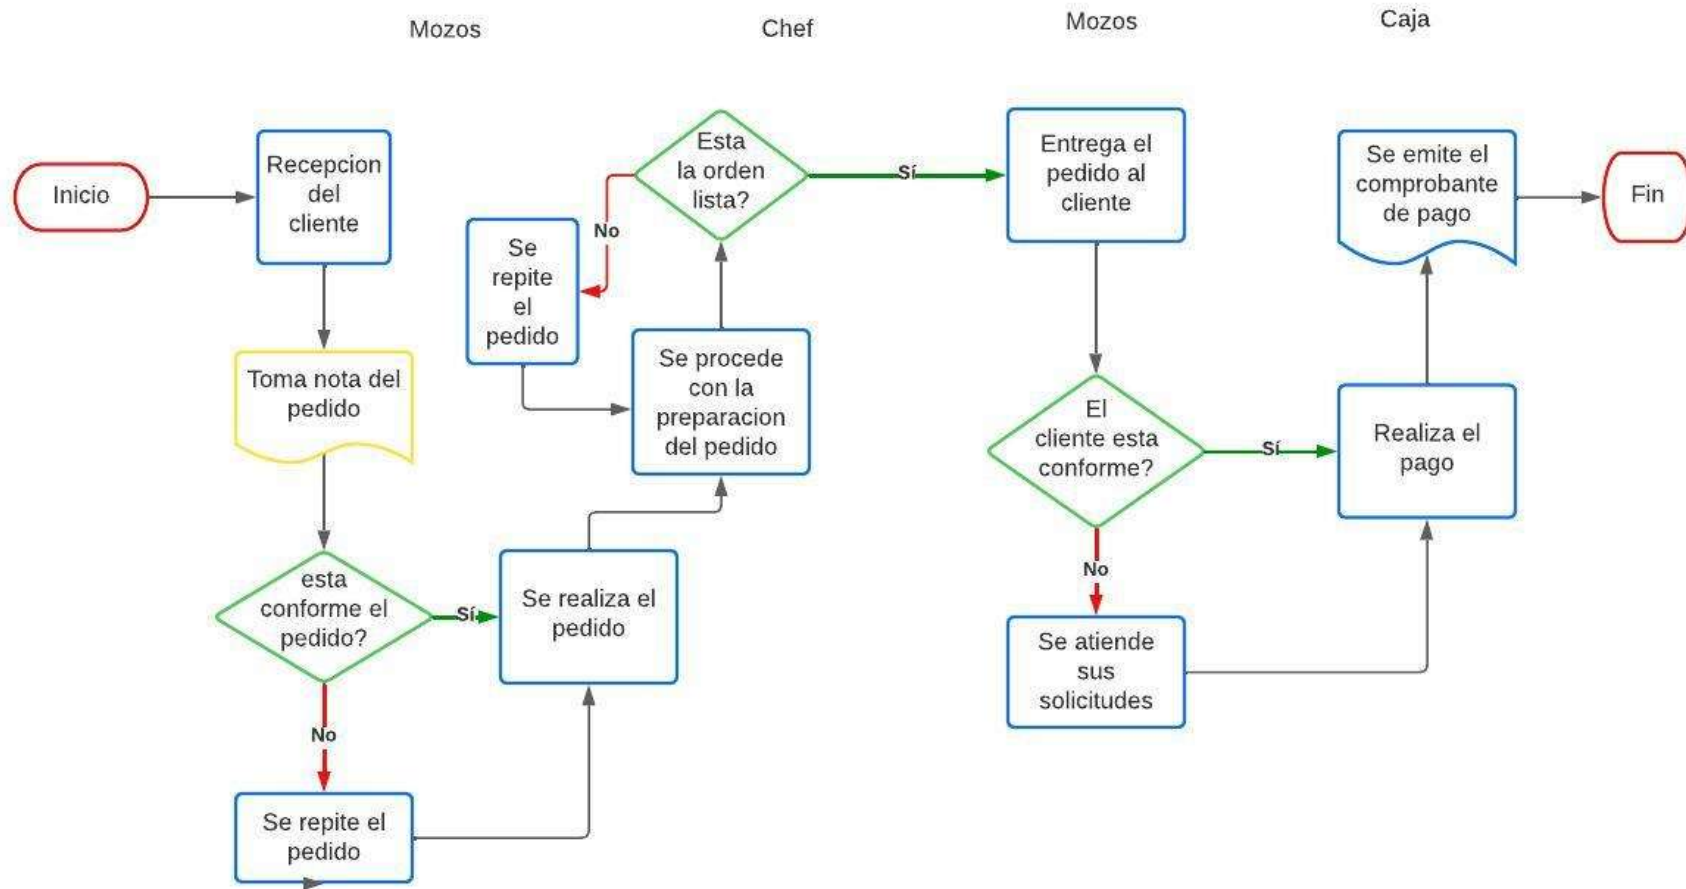 Mozos
Chef
Mozos
Caja
Inicio
Recepcion
del
cliente
Toma nota del
pedido
esta
conforme el
pedido?
Sí
No
Se repite el
pedido
Se realiza el
pedido
Se procede
con la
preparacion
del pedido
Esta
la orden
lista?
No
Se
repite
el
pedido
Sí
Entrega el
pedido al
cliente
El
cliente esta
conforme?
Sí
No
Se atiende
sus
solicitudes
Realiza el
pago
Se emite el
comprobante
de pago
Fin